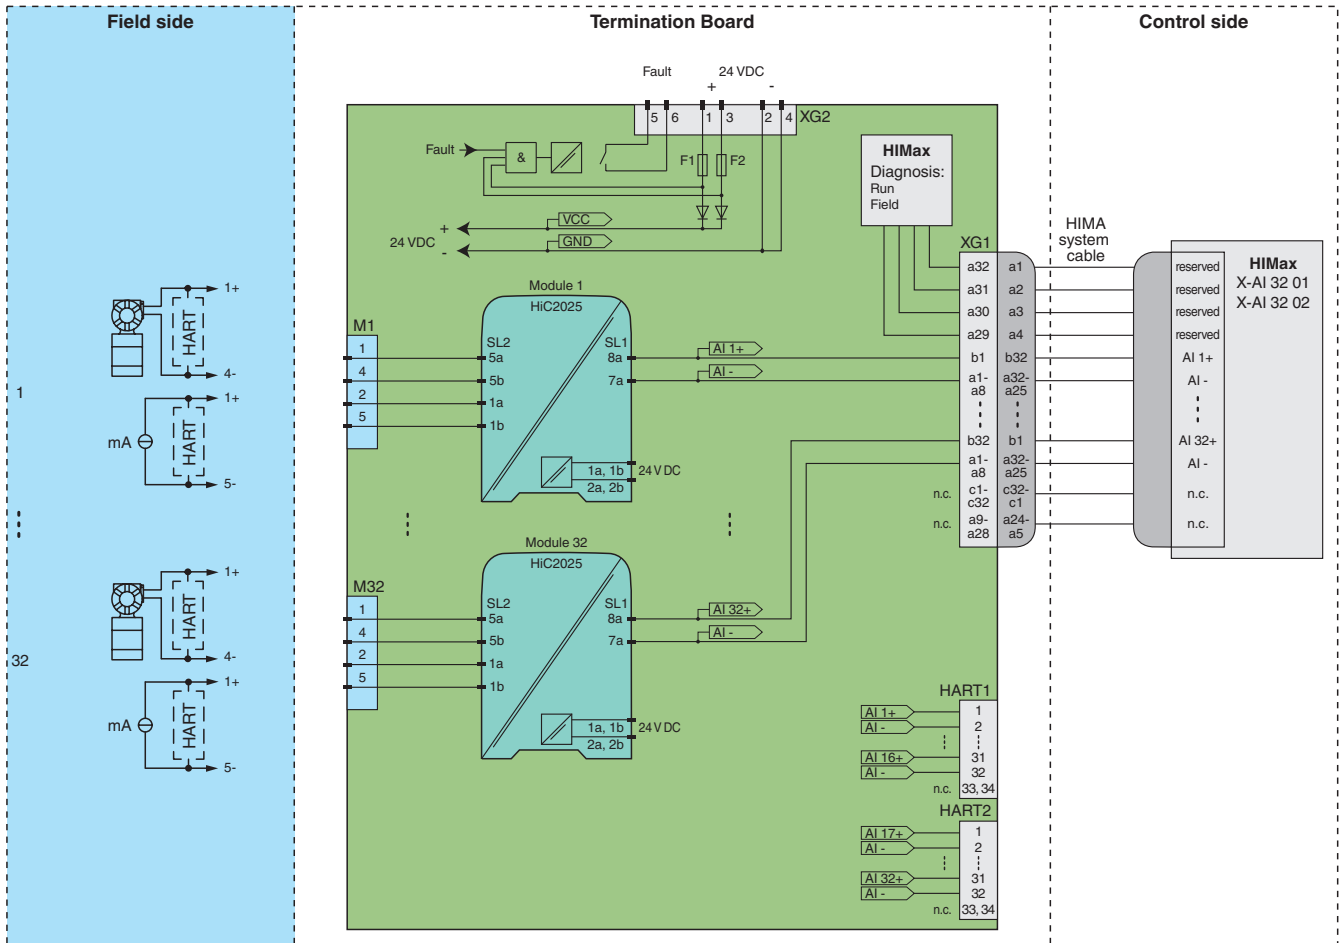 Field side
Termination Board
Control side
Fault 24 VDC
+ -
5 6 1 3 2 4 XG2
Fault & F1 F2
VCC
GND
24 VDC
+
-
HIMax
Diagnosis:
Run
Field
XG1
HIMA
system
cable
a32 a1 reserved
a31 a2 reserved
a30 a3 reserved
a29 a4 reserved
b1 b32 AI 1+
a1- a32- AI -
a8 a25
b32 b1 AI 32+
a1- a32- AI -
a8 a25
n.c. c1- c32- n.c.
c32 c1
n.c. a9- a24- n.c.
a28 a5
HIMax
X-AI 32 01
X-AI 32 02
1
HART
1+
4-
mA
HART
1+
5-
M1
1
4
2
5
Module 1
HiC2025
SL2 SL1
5a 8a
5b 7a
1a
1b
1a, 1b
2a, 2b
24 V DC
AI 1+
AI -
32
HART
1+
4-
mA
HART
1+
5-
M32
1
4
2
5
Module 32
HiC2025
SL2 SL1
5a 8a
5b 7a
1a
1b
1a, 1b
2a, 2b
24 V DC
AI 32+
AI -
HART1
AI 1+ 1
AI - 2
AI 16+ 31
AI - 32
n.c. 33, 34
HART2
AI 17+ 1
AI - 2
AI 32+ 31
AI - 32
n.c. 33, 34